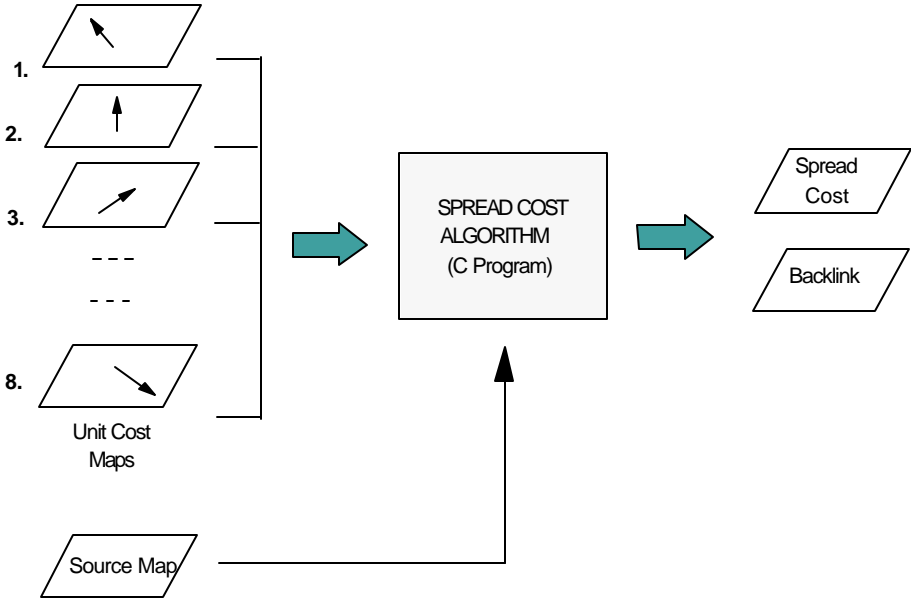 1.
2.
3.
8.
Unit Cost
Maps
Source Map
SPREAD COST
ALGORITHM
(C Program)
Spread
Cost
Backlink